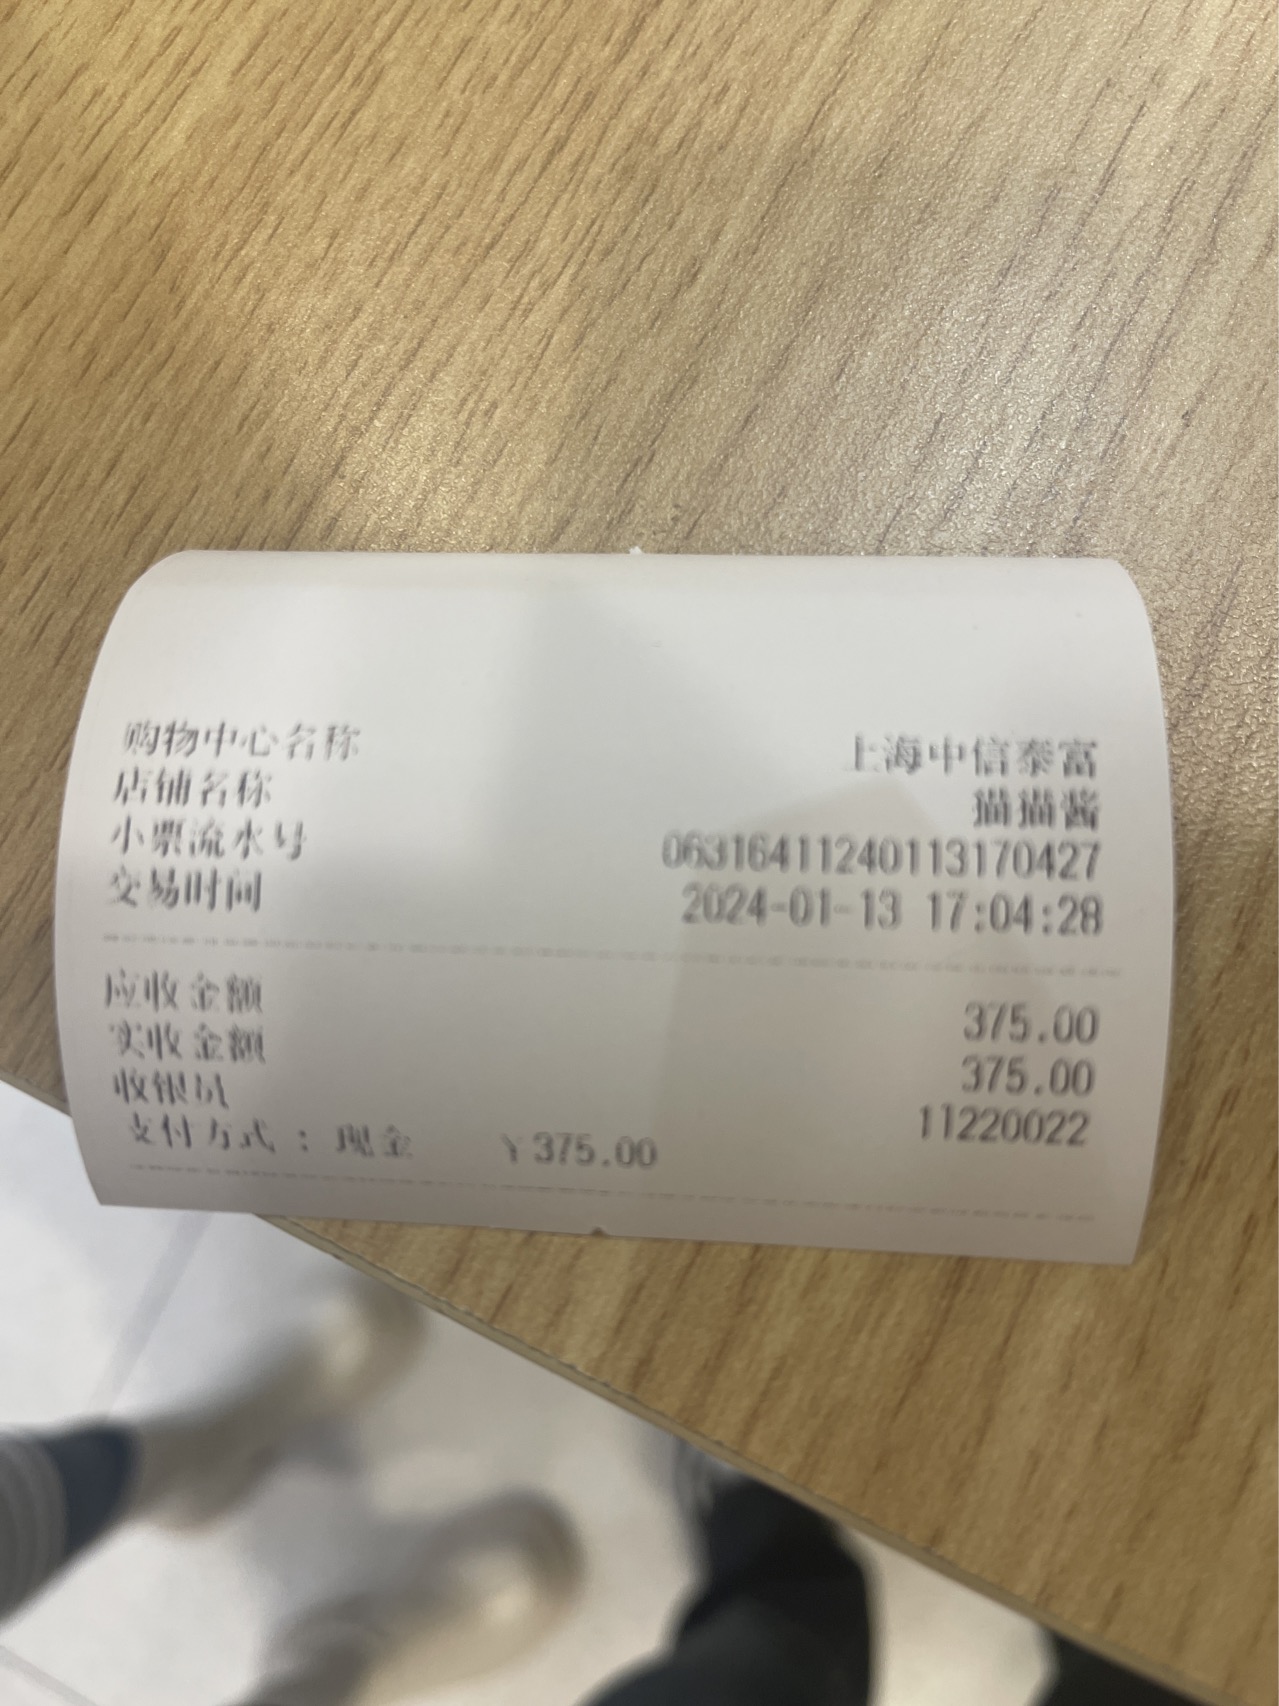 购物中心名称 上海中信泰富
店铺名称 猫猫酱
小票流水号 06316411240113170427
交易时间 2024-01-13 17:04:28
应收金额 375.00
实收金额 375.00
收银员 11220022
支付方式 : 现金 ¥375.00